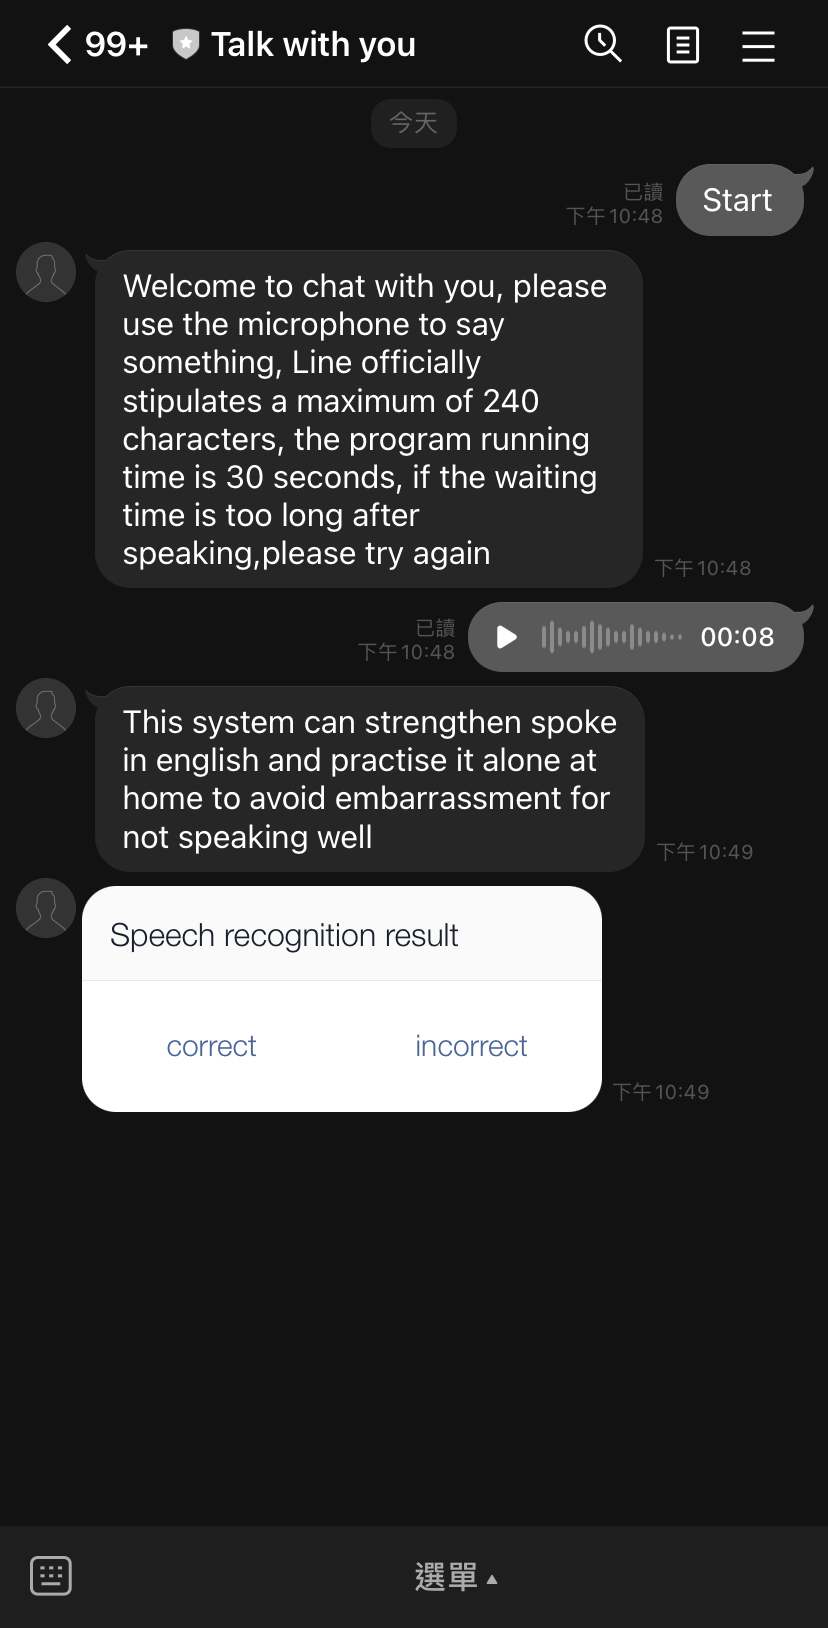 99+ Talk with you
今天
Start
已讀
下午10:48
Welcome to chat with you, please
use the microphone to say
something, Line officially
stipulates a maximum of 240
characters, the program running
time is 30 seconds, if the waiting
time is too long after
speaking,please try again
下午10:48
已讀
下午10:48
00:08
This system can strengthen spoke
in english and practise it alone at
home to avoid embarrassment for
not speaking well
下午10:49
Speech recognition result
correct incorrect
下午10:49
選單▲